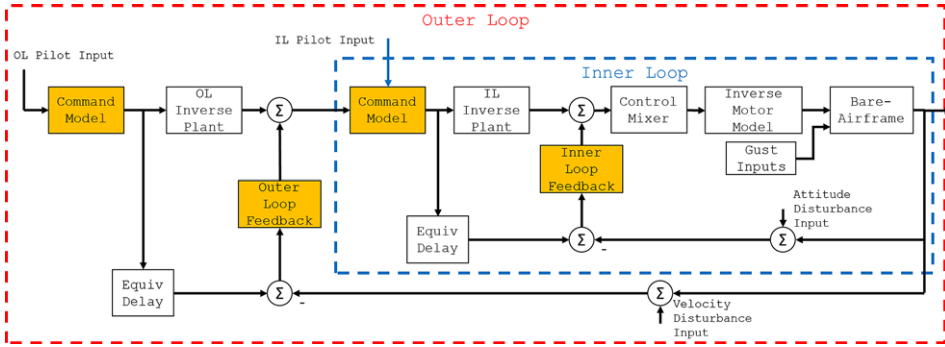 Outer Loop
OL Pilot Input
IL Pilot Input
Inner Loop
Command
Model
OL
Inverse
Plant
Σ
Command
Model
IL
Inverse
Plant
Σ
Control
Mixer
Inverse
Motor
Model
Bare-
Airframe
Gust
Inputs
Inner
Loop
Feedback
Outer
Loop
Feedback
Attitude
Disturbance
Input
Equiv
Delay
Σ
-
Σ
Equiv
Delay
Σ
-
Σ
Velocity
Disturbance
Input